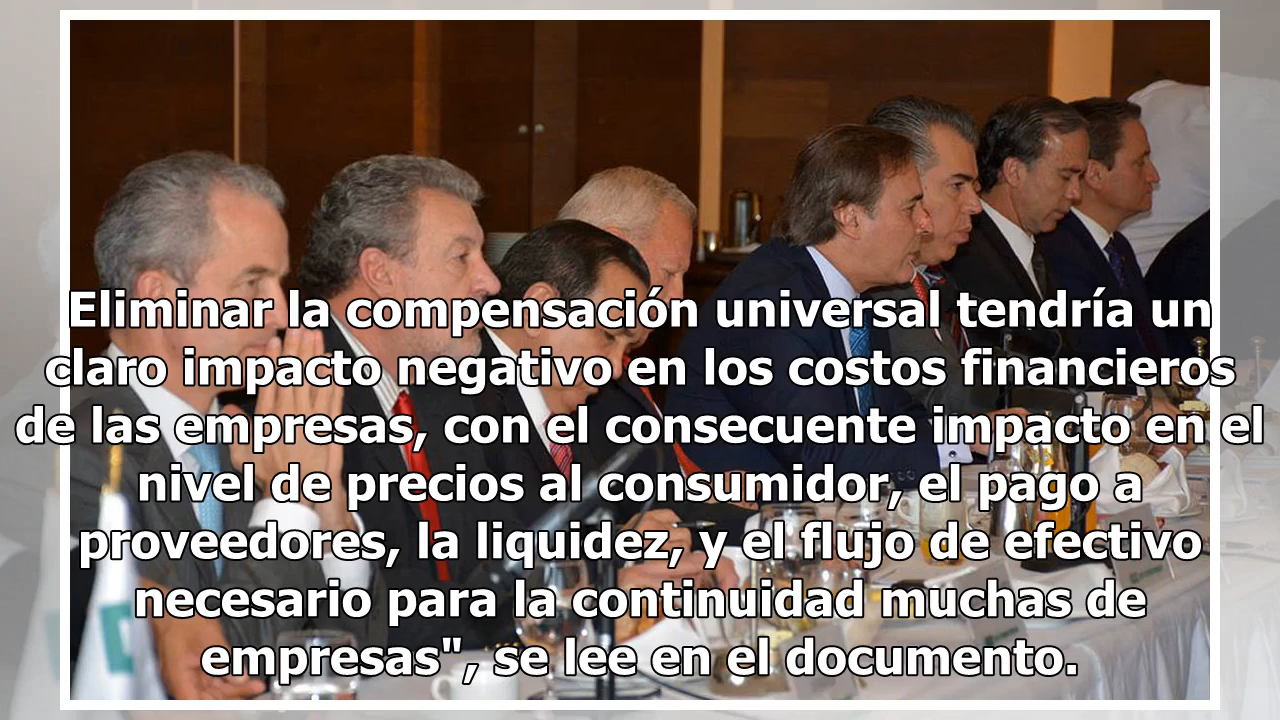 Eliminar la compensación universal tendría un
claro impacto negativo en los costos financieros
de las empresas, con el consecuente impacto en el
nivel de precios al consumidor, el pago a
proveedores, la liquidez, y el flujo de efectivo
necesario para la continuidad muchas de
empresas", se lee en el documento.